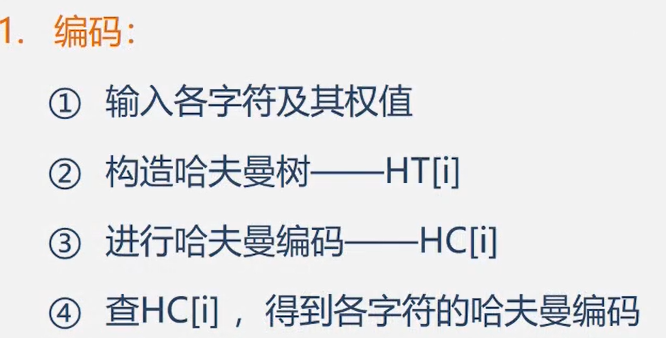 1. 编码：
① 输入各字符及其权值
② 构造哈夫曼树——HT[i]
③ 进行哈夫曼编码——HC[i]
④ 查HC[i]，得到各字符的哈夫曼编码